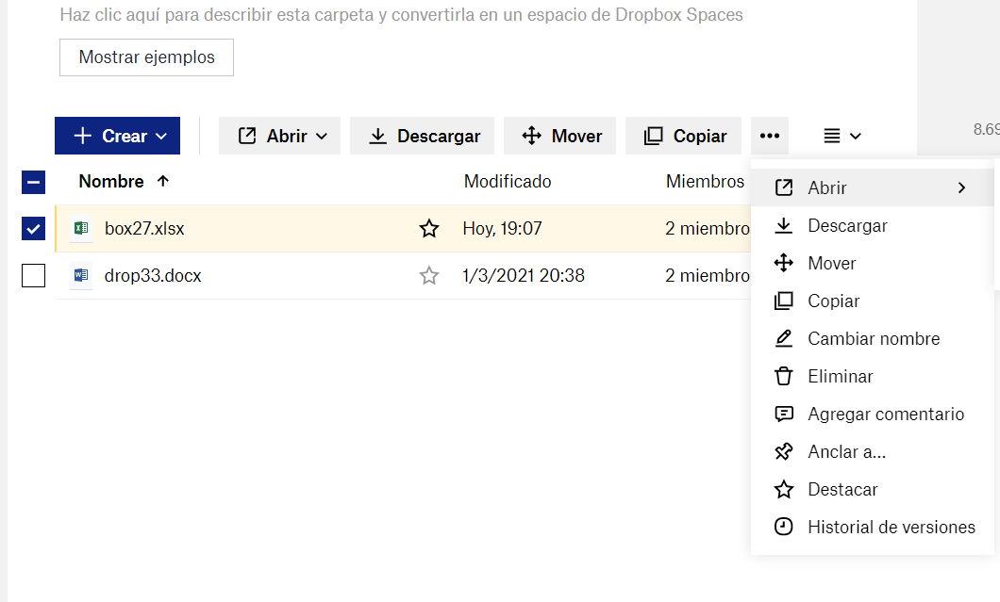 Haz clic aquí para describir esta carpeta y convertirla en un espacio de Dropbox Spaces
Mostrar ejemplos
Crear
Abrir
Descargar
Mover
Copiar
8.69
Nombre
Modificado
Miembros
box27.xlsx
Hoy, 19:07
2 miembro
drop33.docx
1/3/2021 20:38
2 miembro
Abrir
Descargar
Mover
Copiar
Cambiar nombre
Eliminar
Agregar comentario
Anclar a...
Destacar
Historial de versiones